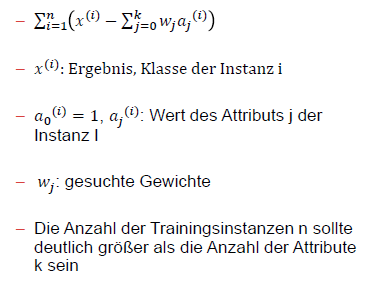 – ∑ⁿᵢ₌₁(x⁽ⁱ⁾ − ∑ᵏⱼ₌₀ wⱼaⱼ⁽ⁱ⁾)
– x⁽ⁱ⁾: Ergebnis, Klasse der Instanz i
– a₀⁽ⁱ⁾ = 1, aⱼ⁽ⁱ⁾: Wert des Attributs j der
Instanz I
– wⱼ: gesuchte Gewichte
– Die Anzahl der Trainingsinstanzen n sollte
deutlich größer als die Anzahl der Attribute
k sein